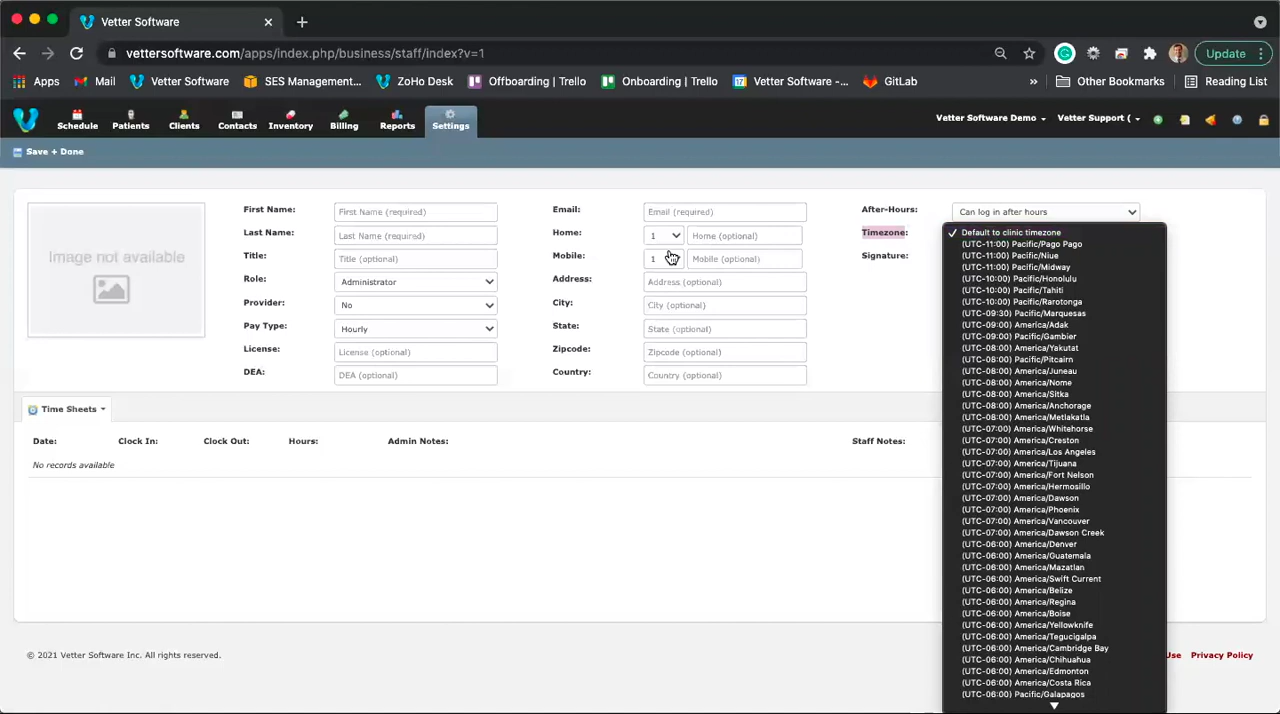 Vetter Software
vettersoftware.com/apps/index.php/business/staff/index?v=1
Update
Apps
Mail
Vetter Software
SES Management...
ZoHo Desk
Offboarding | Trello
Onboarding | Trello
Vetter Software -...
GitLab
»
Other Bookmarks
Reading List
Schedule
Patients
Clients
Contacts
Inventory
Billing
Reports
Settings
Vetter Software Demo
Vetter Support (
Save + Done
Image not available
First Name:
First Name (required)
Last Name:
Last Name (required)
Title:
Title (optional)
Role:
Administrator
Provider:
No
Pay Type:
Hourly
License:
License (optional)
DEA:
DEA (optional)
Email:
Email (required)
Home:
1
Home (optional)
Mobile:
1
Mobile (optional)
Address:
Address (optional)
City:
City (optional)
State:
State (optional)
Zipcode:
Zipcode (optional)
Country:
Country (optional)
After-Hours:
Can log in after hours
Timezone:
Signature:
Default to clinic timezone
(UTC-11:00) Pacific/Pago Pago
(UTC-11:00) Pacific/Niue
(UTC-11:00) Pacific/Midway
(UTC-10:00) Pacific/Honolulu
(UTC-10:00) Pacific/Tahiti
(UTC-10:00) Pacific/Rarotonga
(UTC-09:30) Pacific/Marquesas
(UTC-09:00) America/Adak
(UTC-09:00) Pacific/Gambier
(UTC-08:00) America/Yakutat
(UTC-08:00) Pacific/Pitcairn
(UTC-08:00) America/Juneau
(UTC-08:00) America/Nome
(UTC-08:00) America/Sitka
(UTC-08:00) America/Anchorage
(UTC-08:00) America/Metlakatla
(UTC-07:00) America/Whitehorse
(UTC-07:00) America/Creston
(UTC-07:00) America/Los Angeles
(UTC-07:00) America/Tijuana
(UTC-07:00) America/Fort Nelson
(UTC-07:00) America/Hermosillo
(UTC-07:00) America/Dawson
(UTC-07:00) America/Phoenix
(UTC-07:00) America/Vancouver
(UTC-07:00) America/Dawson Creek
(UTC-06:00) America/Denver
(UTC-06:00) America/Guatemala
(UTC-06:00) America/Mazatlan
(UTC-06:00) America/Swift Current
(UTC-06:00) America/Belize
(UTC-06:00) America/Regina
(UTC-06:00) America/Boise
(UTC-06:00) America/Yellowknife
(UTC-06:00) America/Tegucigalpa
(UTC-06:00) America/Cambridge Bay
(UTC-06:00) America/Chihuahua
(UTC-06:00) America/Edmonton
(UTC-06:00) America/Costa Rica
(UTC-06:00) Pacific/Galapagos
Time Sheets
Date:
Clock In:
Clock Out:
Hours:
Admin Notes:
Staff Notes:
No records available
© 2021 Vetter Software Inc. All rights reserved.
Use
Privacy Policy